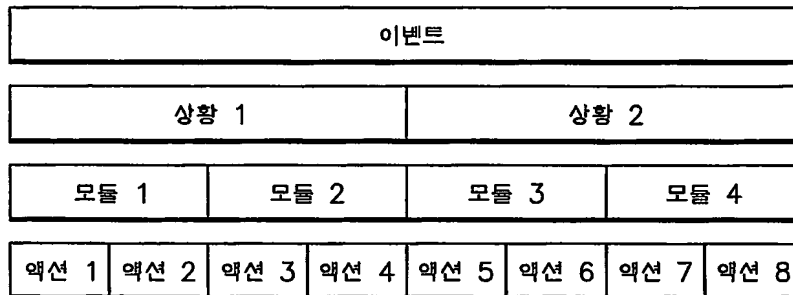 이벤트
상황 1 상황 2
모듈 1 모듈 2 모듈 3 모듈 4
액션 1 액션 2 액션 3 액션 4 액션 5 액션 6 액션 7 액션 8